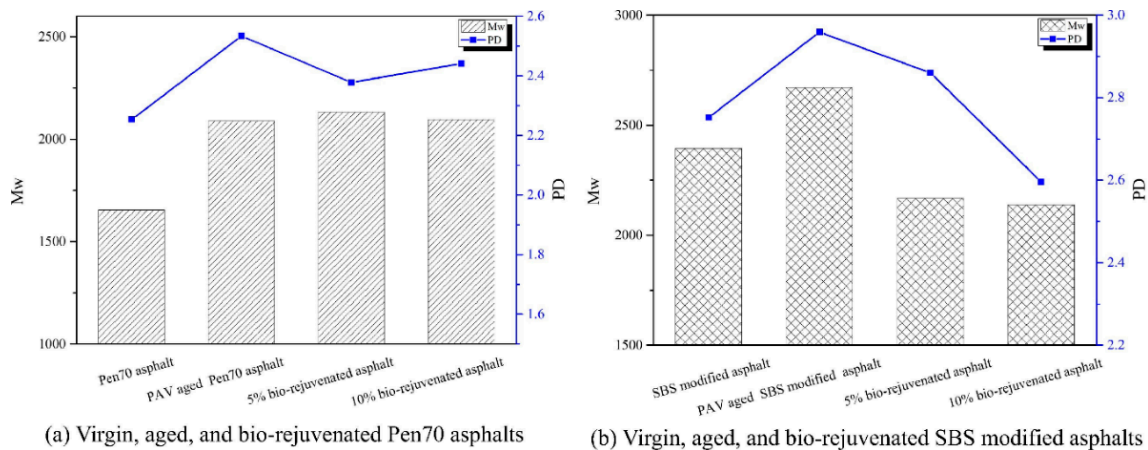 2500
2000
1500
1000
Mw
2.6
2.4
2.2
2.0
1.8
1.6
PD
Mw
PD
Pen70 asphalt
PAV aged Pen70 asphalt
5% bio-rejuvenated asphalt
10% bio-rejuvenated asphalt
(a) Virgin, aged, and bio-rejuvenated Pen70 asphalts
3000
2500
2000
1500
Mw
3.0
2.8
2.6
2.4
2.2
PD
Mw
PD
SBS modified asphalt
PAV aged SBS modified asphalt
5% bio-rejuvenated asphalt
10% bio-rejuvenated asphalt
(b) Virgin, aged, and bio-rejuvenated SBS modified asphalts